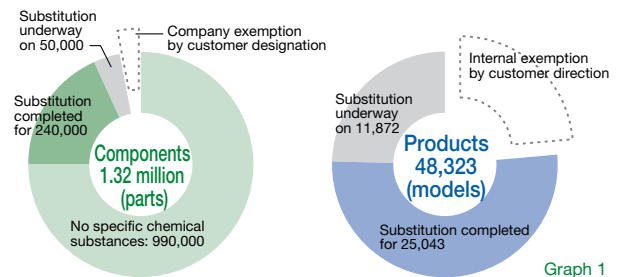 Substitution
underway
on 50,000
Company exemption
by customer designation
Substitution
completed
for 240,000
Components
1.32 million
(parts)
No specific chemical
substances: 990,000
Internal exemption
by customer direction
Substitution
underway
on 11,872
Products
48,323
(models)
Substitution completed
for 25,043
Graph 1